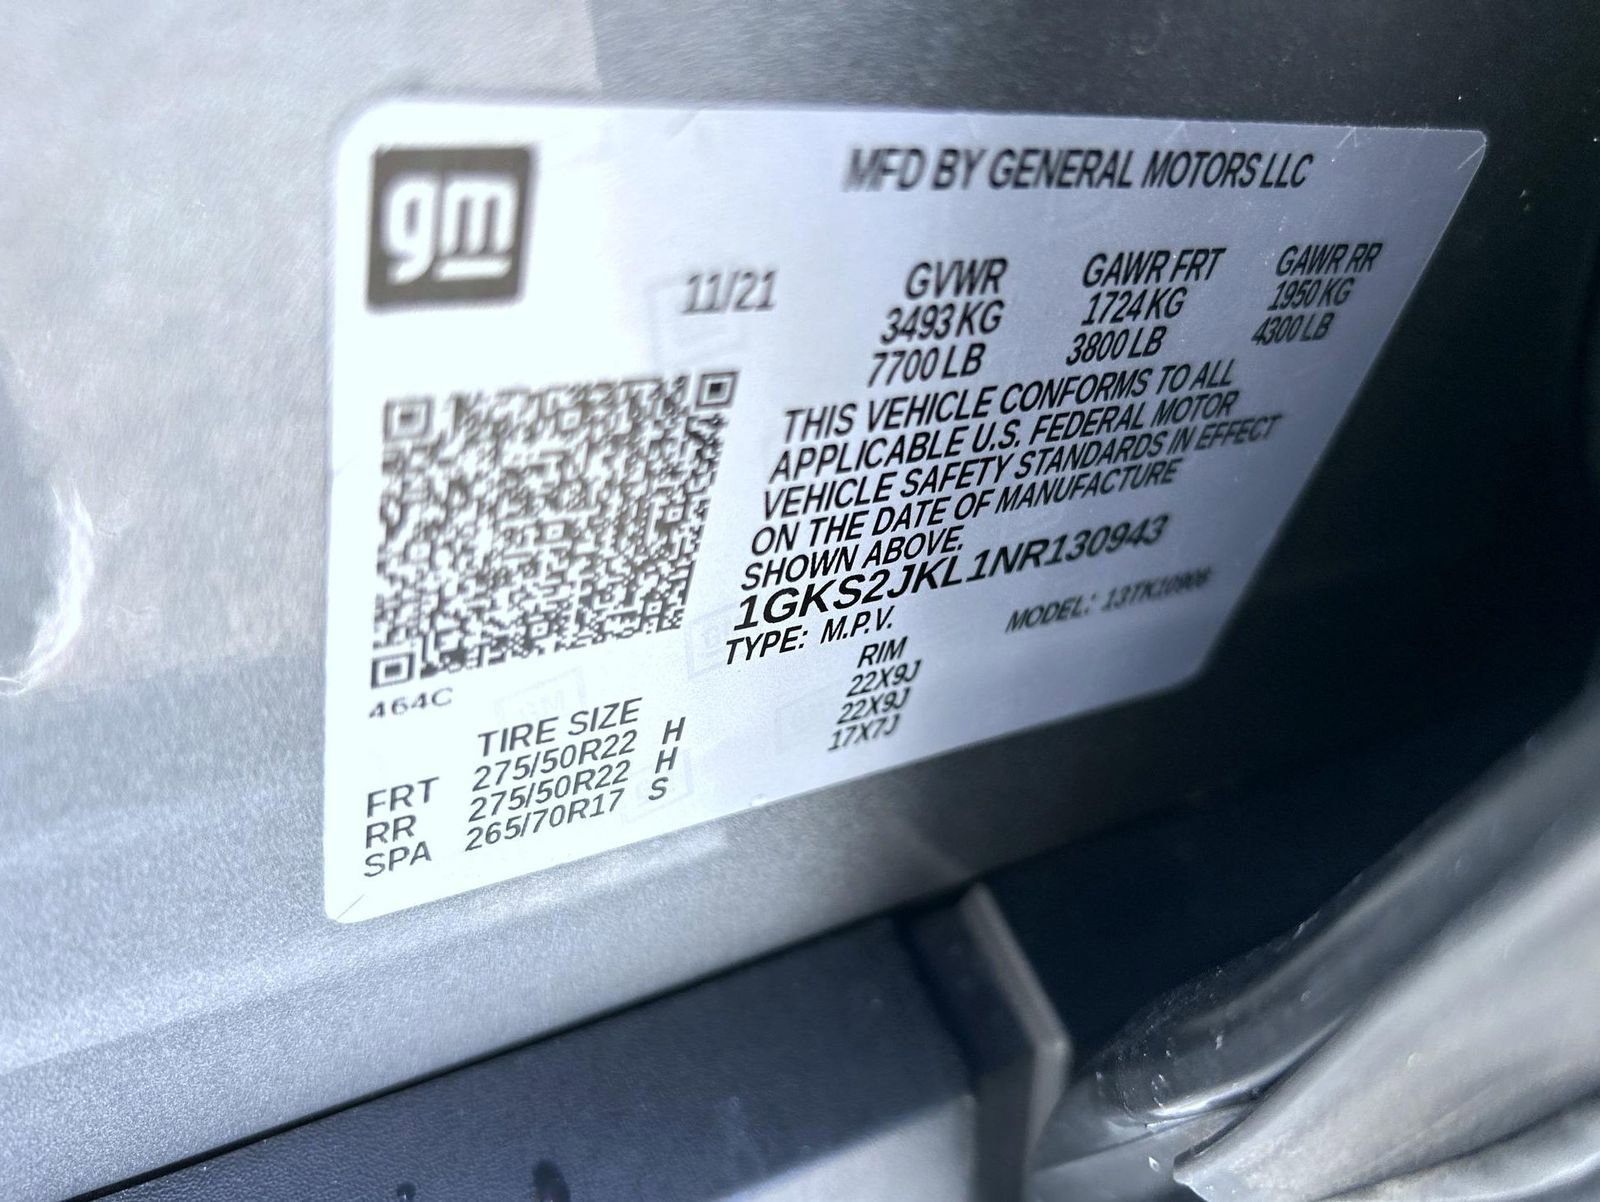 gm
MFD BY GENERAL MOTORS LLC
11/21
GVWR GAWR FRT GAWR RR
3493 KG 1724 KG 1950 KG
7700 LB 3800 LB 4300 LB
THIS VEHICLE CONFORMS TO ALL
APPLICABLE U.S. FEDERAL MOTOR
VEHICLE SAFETY STANDARDS IN EFFECT
ON THE DATE OF MANUFACTURE
SHOWN ABOVE.
1GKS2JKL1NR130943
TYPE: M.P.V. MODEL:
464C
TIRE SIZE RIM
FRT 275/50R22 H 22X9J
RR 275/50R22 H 22X9J
SPA 265/70R17 S 17X7J